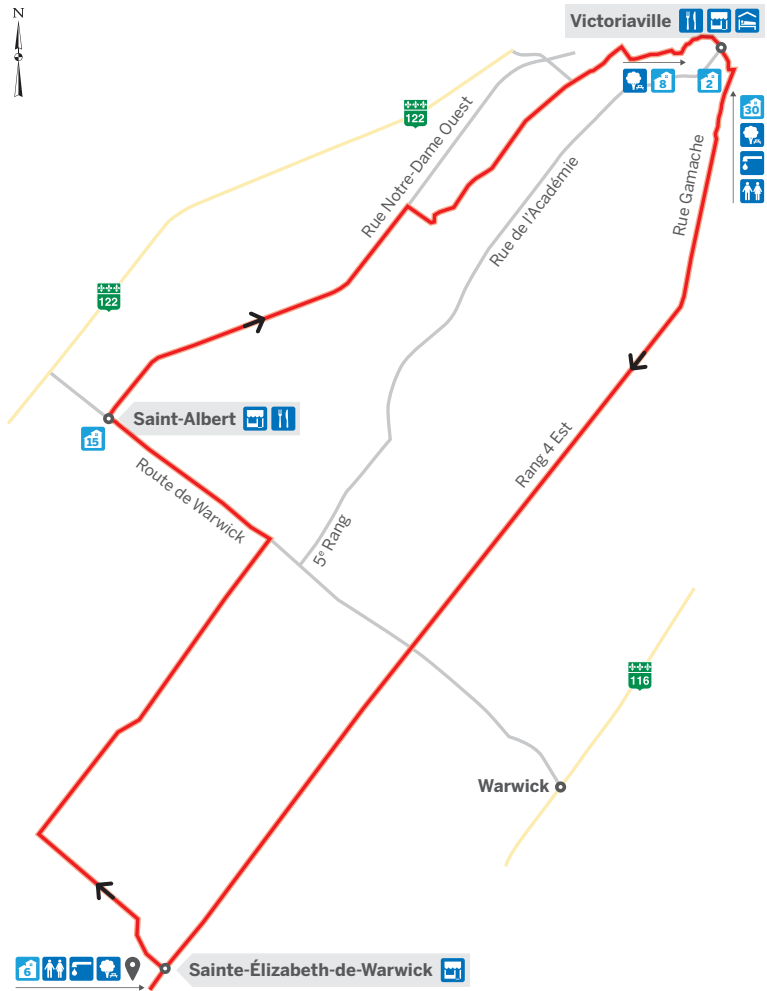 N
Victoriaville
8
2
30
122
Rue Notre-Dame Ouest
Rue de l'Académie
Rue Gamache
122
Saint-Albert
15
Route de Warwick
Rang 4 Est
5e Rang
116
Warwick
6
Sainte-Élizabeth-de-Warwick